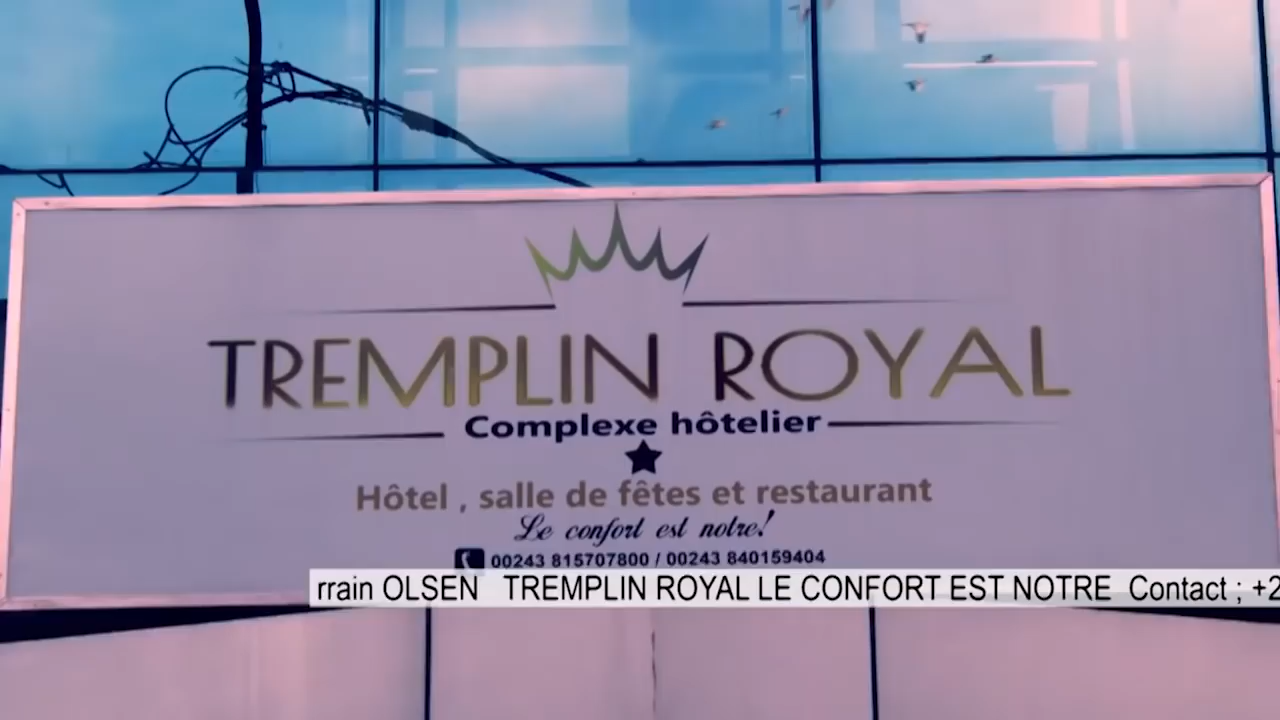 TREMPLIN ROYAL
Complexe hôtelier
Hôtel , salle de fêtes et restaurant
Le confort est notre!
00243 815707800 / 00243 840159404
rrain OLSEN TREMPLIN ROYAL LE CONFORT EST NOTRE Contact ; +2